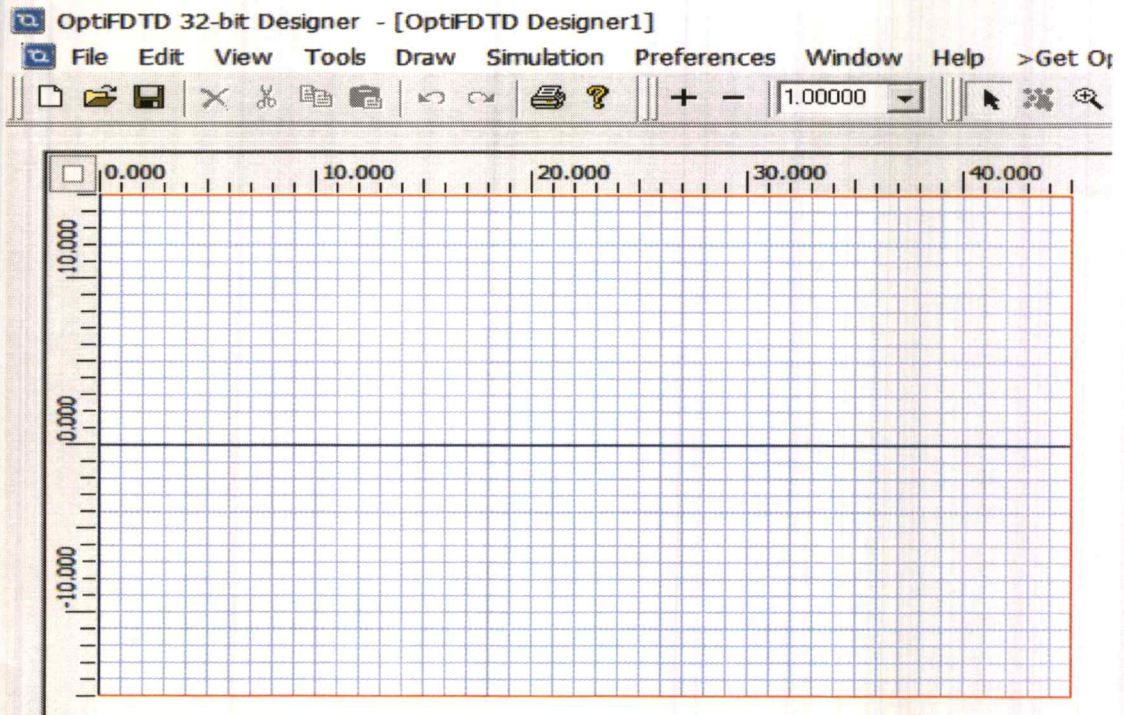 OptiFDTD 32-bit Designer - [OptiFDTD Designer1]
File Edit View Tools Draw Simulation Preferences Window Help >Get
1.00000
0.000 10.000 20.000 30.000 40.000
10.000
0.000
-10.000